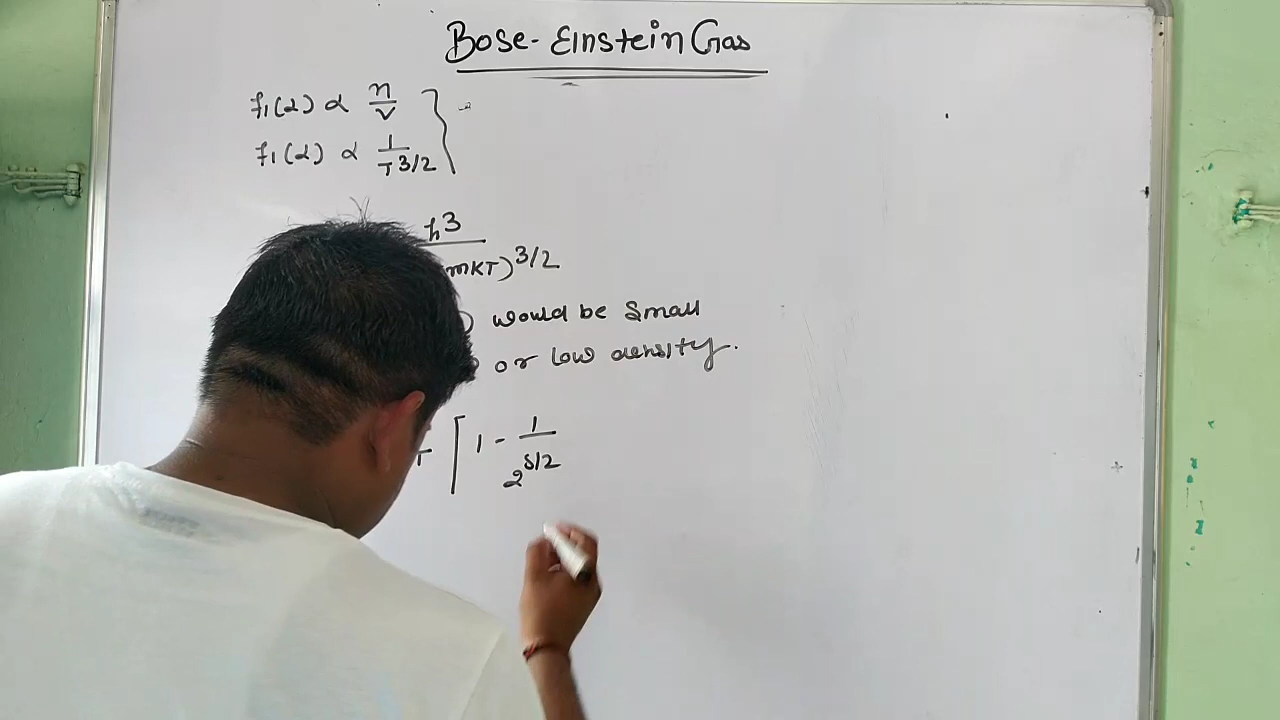 Bose-Einstein Gas
f₁(α) ∝ n/V
f₁(α) ∝ 1/T^3/2
h^3/mKT)^3/2
) would be small
or low density.
T [1 - 1/2^5/2